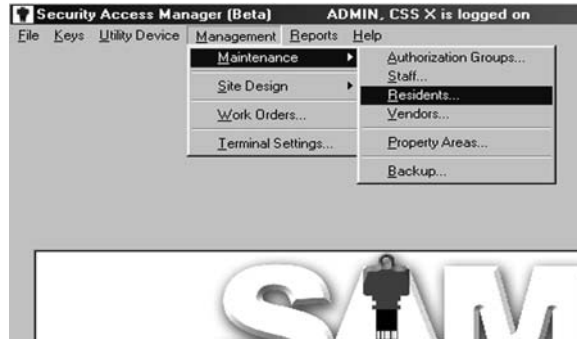 Security Access Manager (Beta) ADMIN, CSS X is logged on
File Keys Utility Device Management Reports Help
Maintenance
Site Design
Work Orders...
Terminal Settings...
Authorization Groups...
Staff...
Residents...
Vendors...
Property Areas...
Backup...
SAM